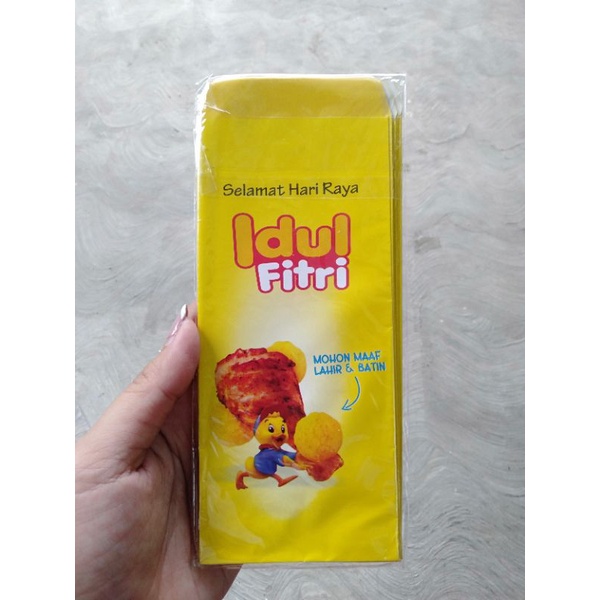 Selamat Hari Raya
Idul
Fitri
MOHON MAAF
LAHIR & BATIN